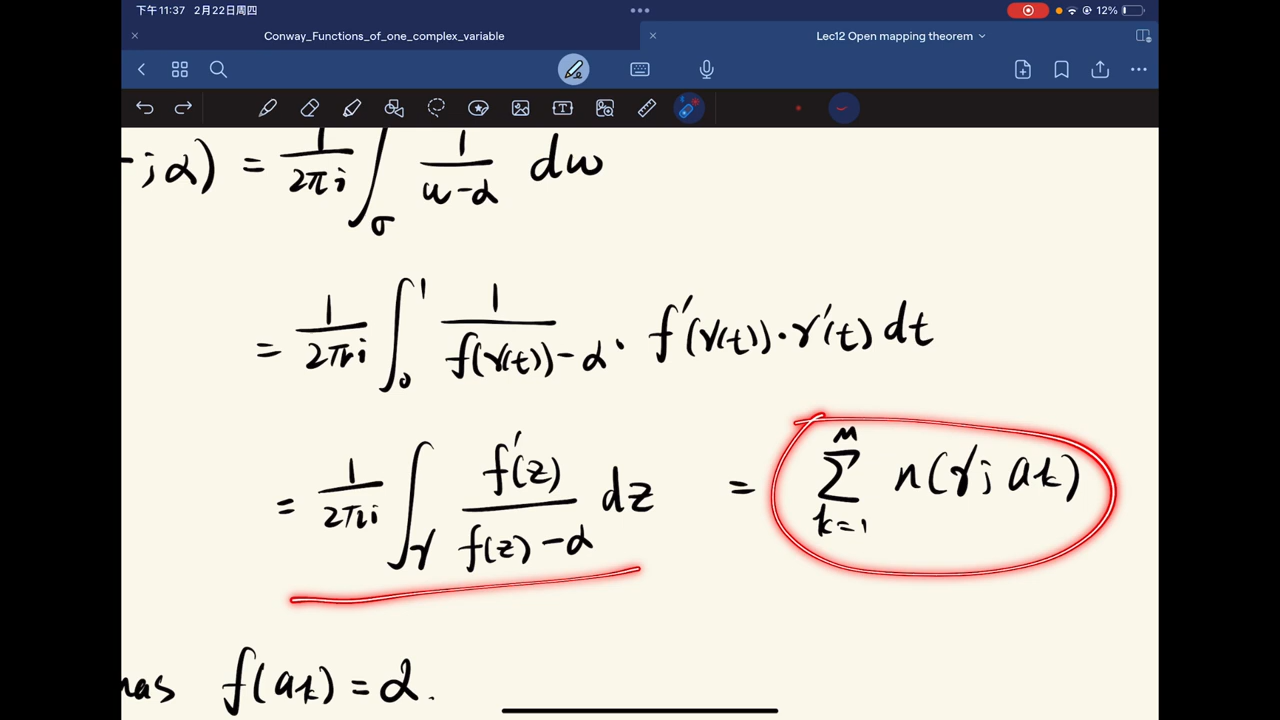 下午11:37 2月22日周四
12%
Conway_Functions_of_one_complex_variable
Lec12 Open mapping theorem
;α) = 1/2πi ∫_σ 1/(w-α) dw
= 1/2πi ∫_0^1 1/(f(γ(t))-α) · f'(γ(t))·γ'(t) dt
= 1/2πi ∫_γ f'(z)/(f(z)-α) dz = Σ_{k=1}^m n(γ; a_k)
has f(a_k) = α.